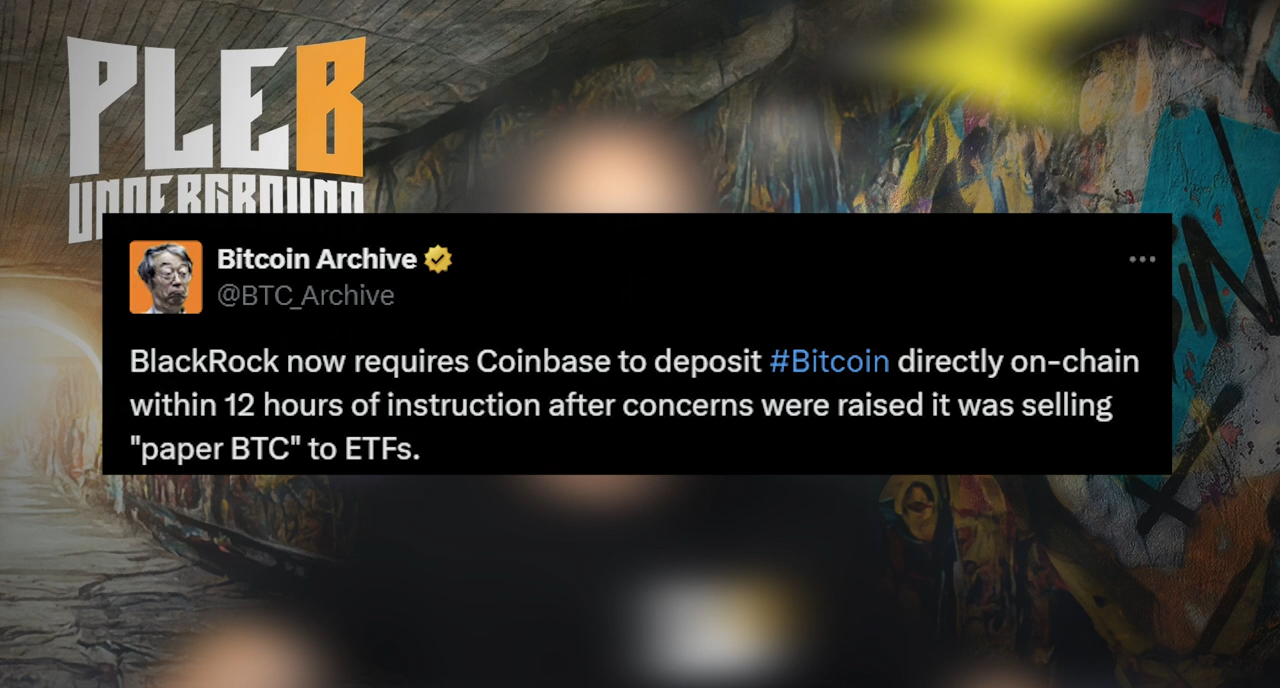 PLEB
UNDERGROUND
Bitcoin Archive
@BTC_Archive
BlackRock now requires Coinbase to deposit #Bitcoin directly on-chain
within 12 hours of instruction after concerns were raised it was selling
"paper BTC" to ETFs.